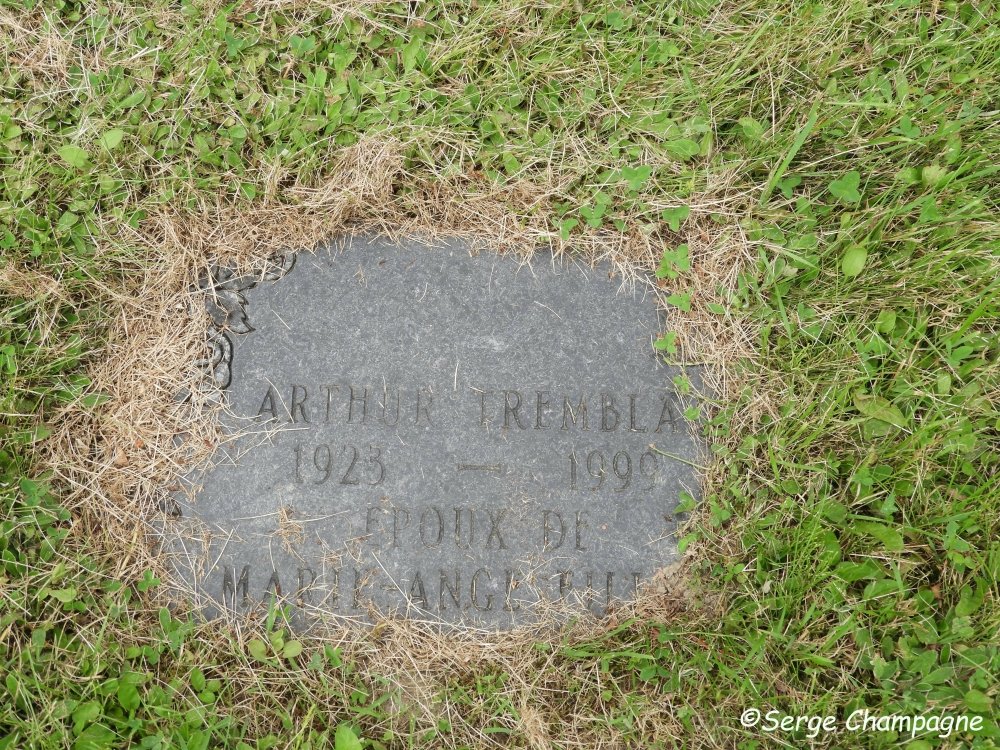 ARTHUR TREMBLA
1923 — 1999
EPOUX DE
MARIE-ANGE
©Serge Champagne